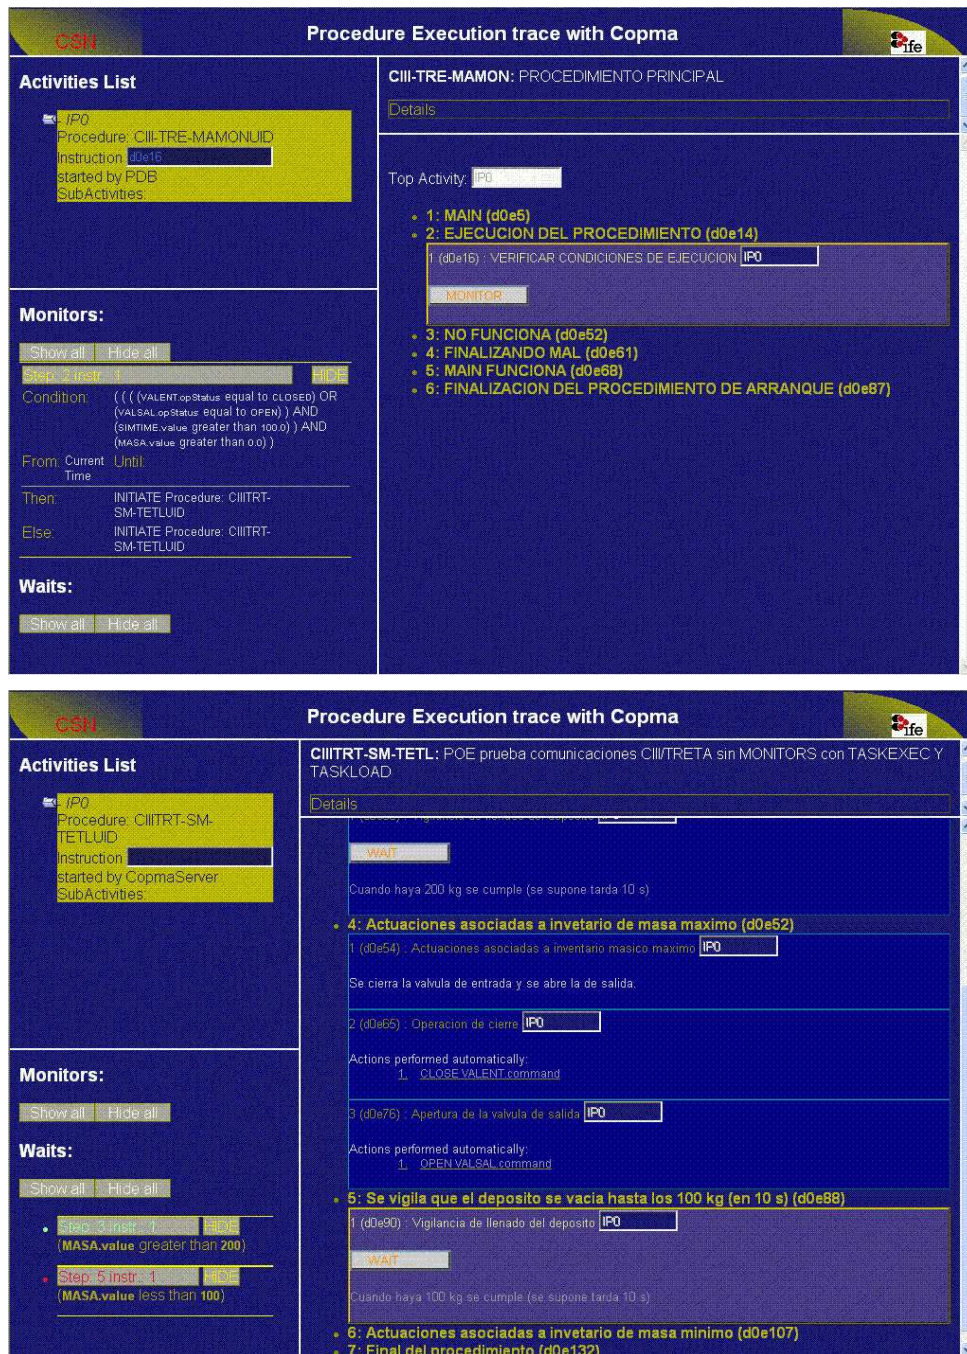 CSN
Procedure Execution trace with Copma
ife
Activities List
- IP0
Procedure: CIII-TRE-MAMONUID
Instruction d0e16
started by PDB
SubActivities:
Monitors:
Show all Hide all
Step: 2 instr.: 1 HIDE
Condition: ( ( ( (VALENT.opStatus equal to CLOSED) OR
(VALSAL.opStatus equal to OPEN) ) AND
(SIMTIME.value greater than 100.0) ) AND
(MASA.value greater than 0.0) )
From: Current Until:
Time
Then: INITIATE Procedure: CIIITRT-
SM-TETLUID
Else: INITIATE Procedure: CIIITRT-
SM-TETLUID
Waits:
Show all Hide all
CIII-TRE-MAMON: PROCEDIMIENTO PRINCIPAL
Details
Top Activity: IP0
1: MAIN (d0e5)
2: EJECUCION DEL PROCEDIMIENTO (d0e14)
1 (d0e16) : VERIFICAR CONDICIONES DE EJECUCION IP0
MONITOR
3: NO FUNCIONA (d0e52)
4: FINALIZANDO MAL (d0e61)
5: MAIN FUNCIONA (d0e68)
6: FINALIZACION DEL PROCEDIMIENTO DE ARRANQUE (d0e87)
CSN
Procedure Execution trace with Copma
ife
Activities List
- IP0
Procedure: CIIITRT-SM-
TETLUID
Instruction
started by CopmaServer
SubActivities:
Monitors:
Show all Hide all
Waits:
Show all Hide all
Step: 3 instr.: 1 HIDE
(MASA.value greater than 200)
Step: 5 instr.: 1 HIDE
(MASA.value less than 100)
CIIITRT-SM-TETL: POE prueba comunicaciones CIII/TRETA sin MONITORS con TASKEXEC Y
TASKLOAD
Details
WAIT
Cuando haya 200 kg se cumple (se supone tarda 10 s)
4: Actuaciones asociadas a invetario de masa maximo (d0e52)
1 (d0e54) : Actuaciones asociadas a inventario masico maximo IP0
Se cierra la valvula de entrada y se abre la de salida.
2 (d0e65) : Operacion de cierre IP0
Actions performed automatically:
1. CLOSE VALENT.command
3 (d0e76) : Apertura de la valvula de salida IP0
Actions performed automatically:
1. OPEN VALSAL.command
5: Se vigila que el deposito se vacia hasta los 100 kg (en 10 s) (d0e88)
1 (d0e90) : Vigilancia de llenado del deposito IP0
WAIT
Cuando haya 100 kg se cumple (se supone tarda 10 s)
6: Actuaciones asociadas a invetario de masa minimo (d0e107)
7: Final del procedimiento (d0e132)